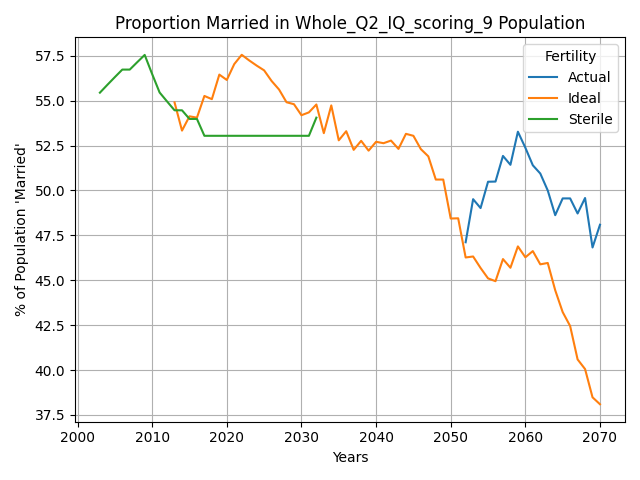 Proportion Married in Whole_Q2_IQ_scoring_9 Population
% of Population 'Married'
57.5
55.0
52.5
50.0
47.5
45.0
42.5
40.0
37.5
Fertility
Actual
Ideal
Sterile
2000 2010 2020 2030 2040 2050 2060 2070
Years